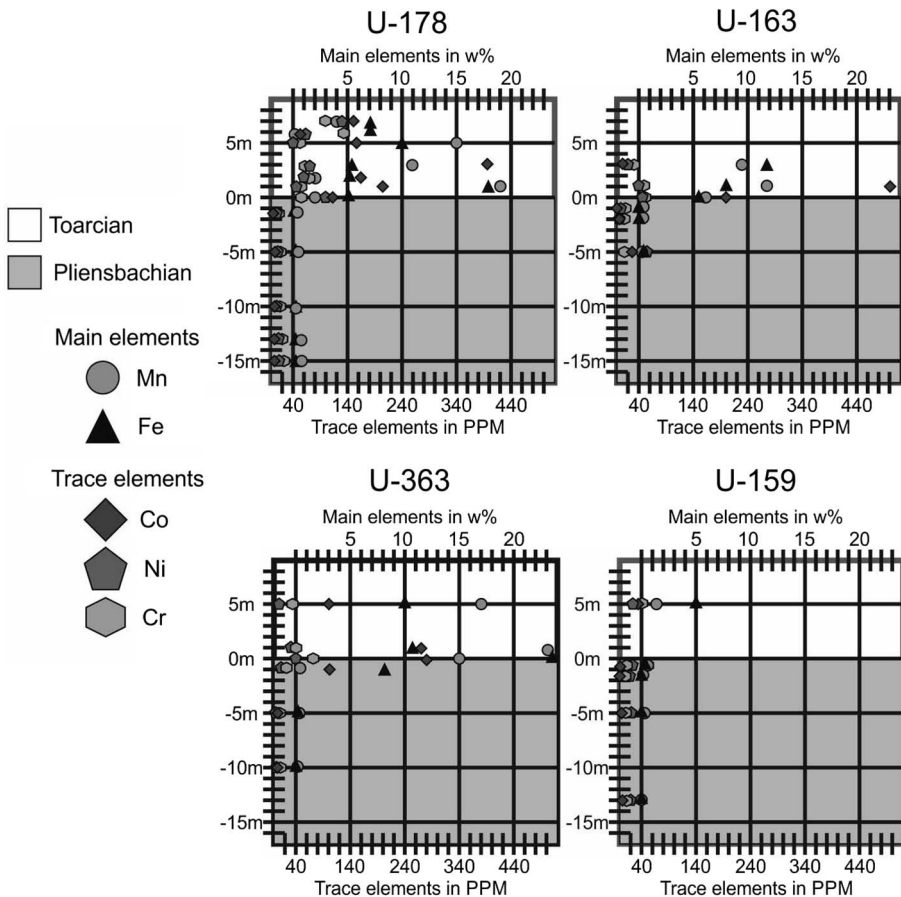 U-178
Main elements in w%
5 10 15 20
5m
0m
-5m
-10m
-15m
40 140 240 340 440
Trace elements in PPM
U-163
Main elements in w%
5 10 15 20
5m
0m
-5m
-10m
-15m
40 140 240 340 440
Trace elements in PPM
Toarcian
Pliensbachian
Main elements
Mn
Fe
Trace elements
Co
Ni
Cr
U-363
Main elements in w%
5 10 15 20
5m
0m
-5m
-10m
-15m
40 140 240 340 440
Trace elements in PPM
U-159
Main elements in w%
5 10 15 20
5m
0m
-5m
-10m
-15m
40 140 240 340 440
Trace elements in PPM